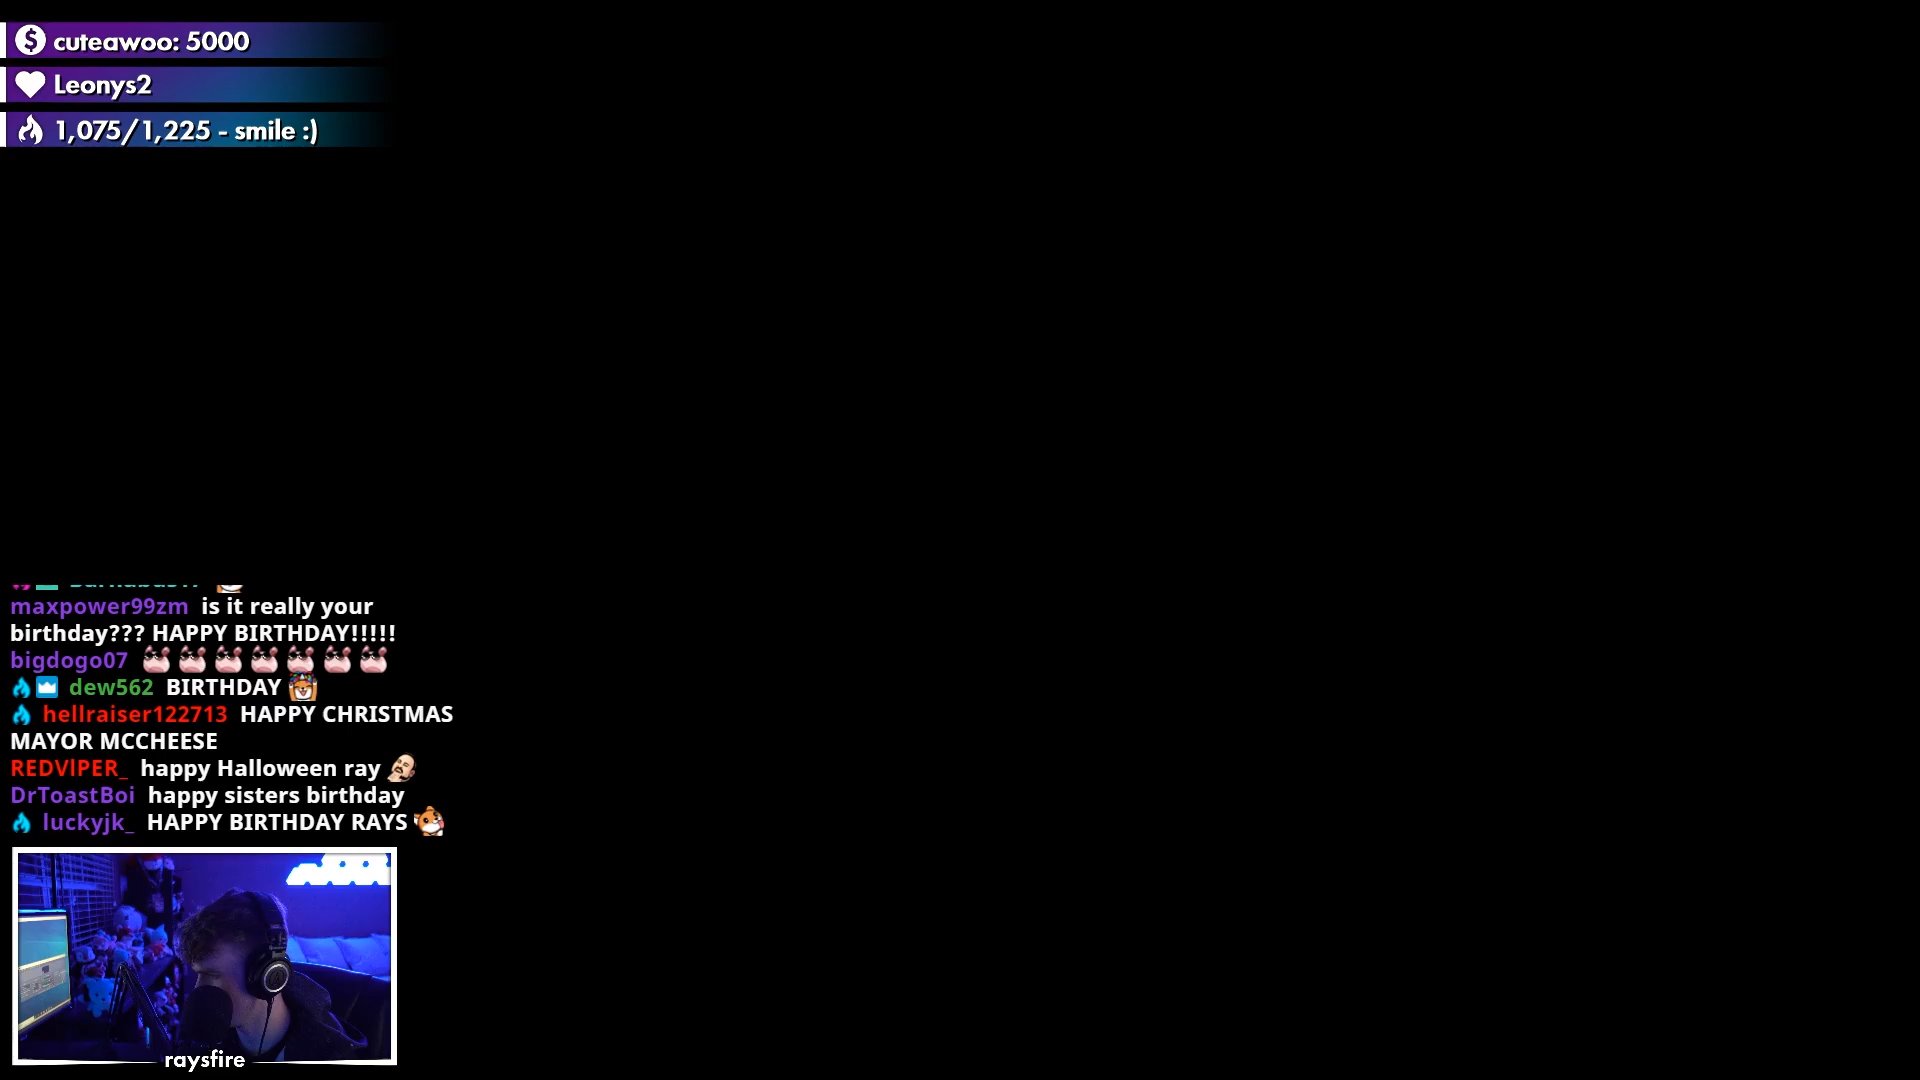 cuteawoo: 5000
Leonys2
1,075/1,225 - smile :)
maxpower99zm is it really your
birthday??? HAPPY BIRTHDAY!!!!!
bigdogo07
dew562 BIRTHDAY
hellraiser122713 HAPPY CHRISTMAS
MAYOR MCCHEESE
REDVlPER_ happy Halloween ray
DrToastBoi happy sisters birthday
luckyjk_ HAPPY BIRTHDAY RAYS
raysfire